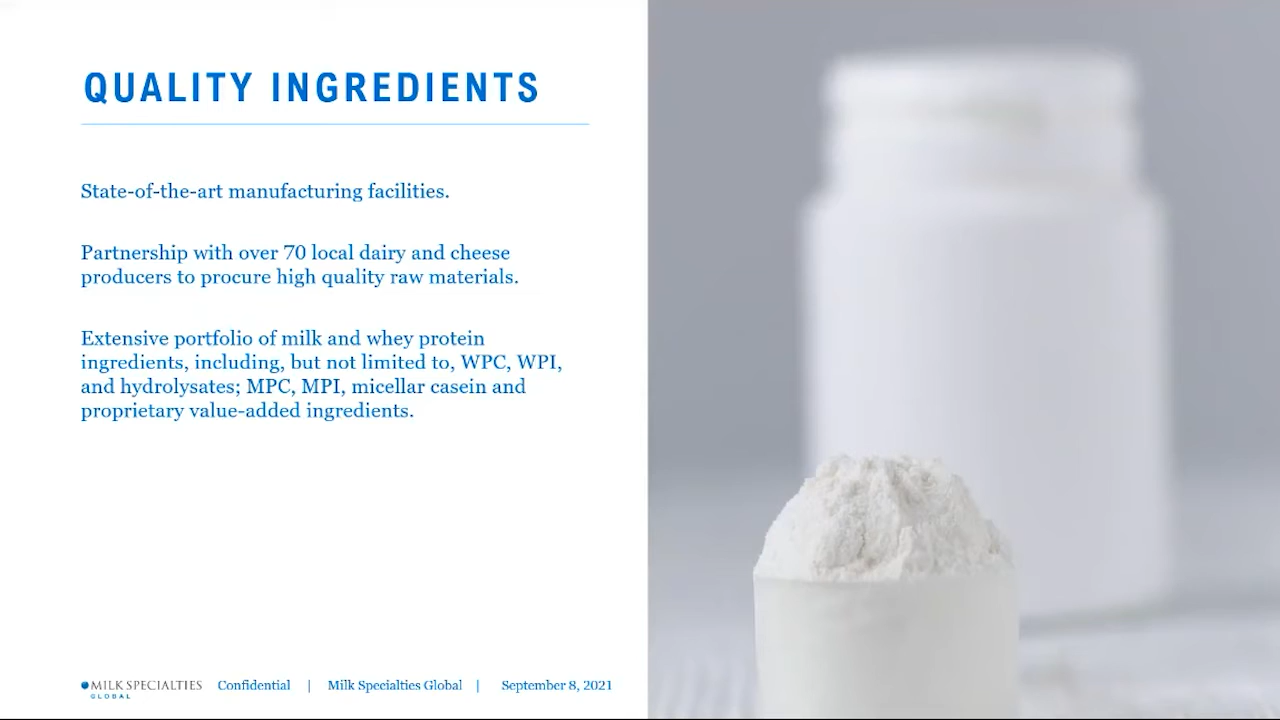 QUALITY INGREDIENTS
State-of-the-art manufacturing facilities.
Partnership with over 70 local dairy and cheese
producers to procure high quality raw materials.
Extensive portfolio of milk and whey protein
ingredients, including, but not limited to, WPC, WPI,
and hydrolysates; MPC, MPI, micellar casein and
proprietary value-added ingredients.
MILK SPECIALTIES
GLOBAL
Confidential | Milk Specialties Global | September 8, 2021